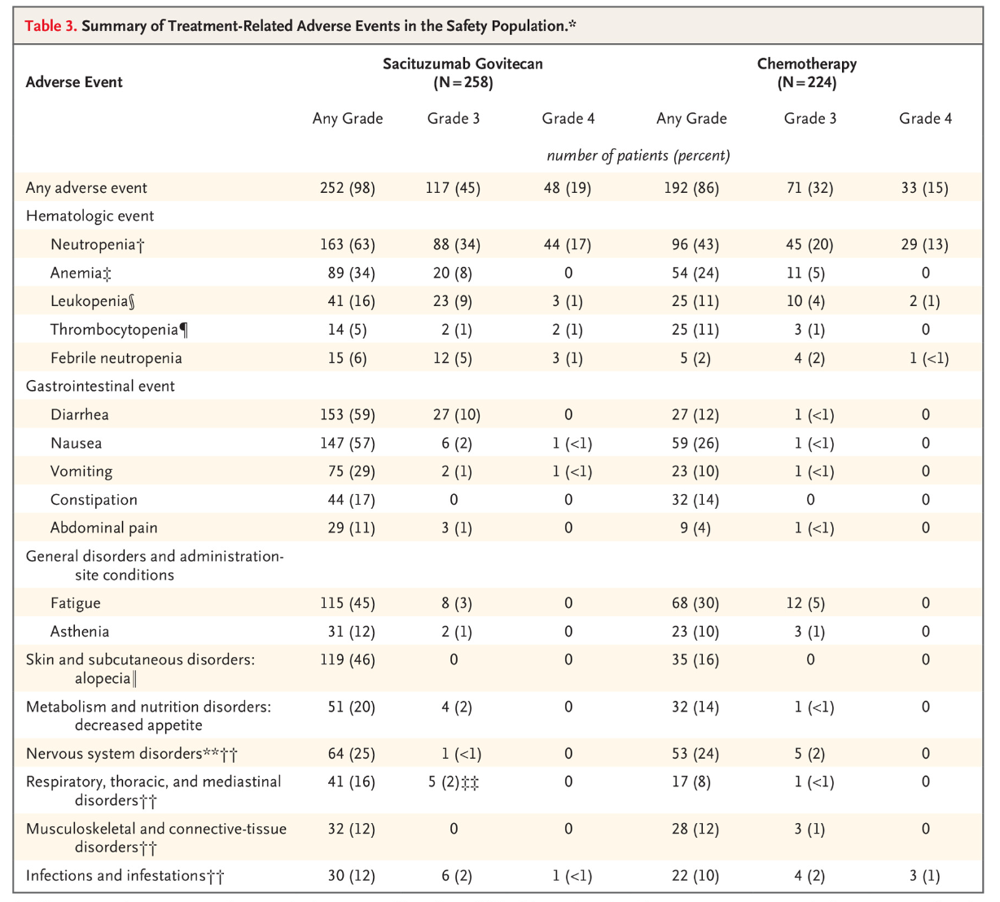 Table 3. Summary of Treatment-Related Adverse Events in the Safety Population.*
Adverse Event Sacituzumab Govitecan (N=258) Chemotherapy (N=224)
Any Grade Grade 3 Grade 4 Any Grade Grade 3 Grade 4
number of patients (percent)
Any adverse event 252 (98) 117 (45) 48 (19) 192 (86) 71 (32) 33 (15)
Hematologic event
Neutropenia† 163 (63) 88 (34) 44 (17) 96 (43) 45 (20) 29 (13)
Anemia‡ 89 (34) 20 (8) 0 54 (24) 11 (5) 0
Leukopenia§ 41 (16) 23 (9) 3 (1) 25 (11) 10 (4) 2 (1)
Thrombocytopenia¶ 14 (5) 2 (1) 2 (1) 25 (11) 3 (1) 0
Febrile neutropenia 15 (6) 12 (5) 3 (1) 5 (2) 4 (2) 1 (<1)
Gastrointestinal event
Diarrhea 153 (59) 27 (10) 0 27 (12) 1 (<1) 0
Nausea 147 (57) 6 (2) 1 (<1) 59 (26) 1 (<1) 0
Vomiting 75 (29) 2 (1) 1 (<1) 23 (10) 1 (<1) 0
Constipation 44 (17) 0 0 32 (14) 0 0
Abdominal pain 29 (11) 3 (1) 0 9 (4) 1 (<1) 0
General disorders and administration-
site conditions
Fatigue 115 (45) 8 (3) 0 68 (30) 12 (5) 0
Asthenia 31 (12) 2 (1) 0 23 (10) 3 (1) 0
Skin and subcutaneous disorders: 119 (46) 0 0 35 (16) 0 0
alopecia‖
Metabolism and nutrition disorders: 51 (20) 4 (2) 0 32 (14) 1 (<1) 0
decreased appetite
Nervous system disorders**†† 64 (25) 1 (<1) 0 53 (24) 5 (2) 0
Respiratory, thoracic, and mediastinal 41 (16) 5 (2)‡‡ 0 17 (8) 1 (<1) 0
disorders††
Musculoskeletal and connective-tissue 32 (12) 0 0 28 (12) 3 (1) 0
disorders††
Infections and infestations†† 30 (12) 6 (2) 1 (<1) 22 (10) 4 (2) 3 (1)